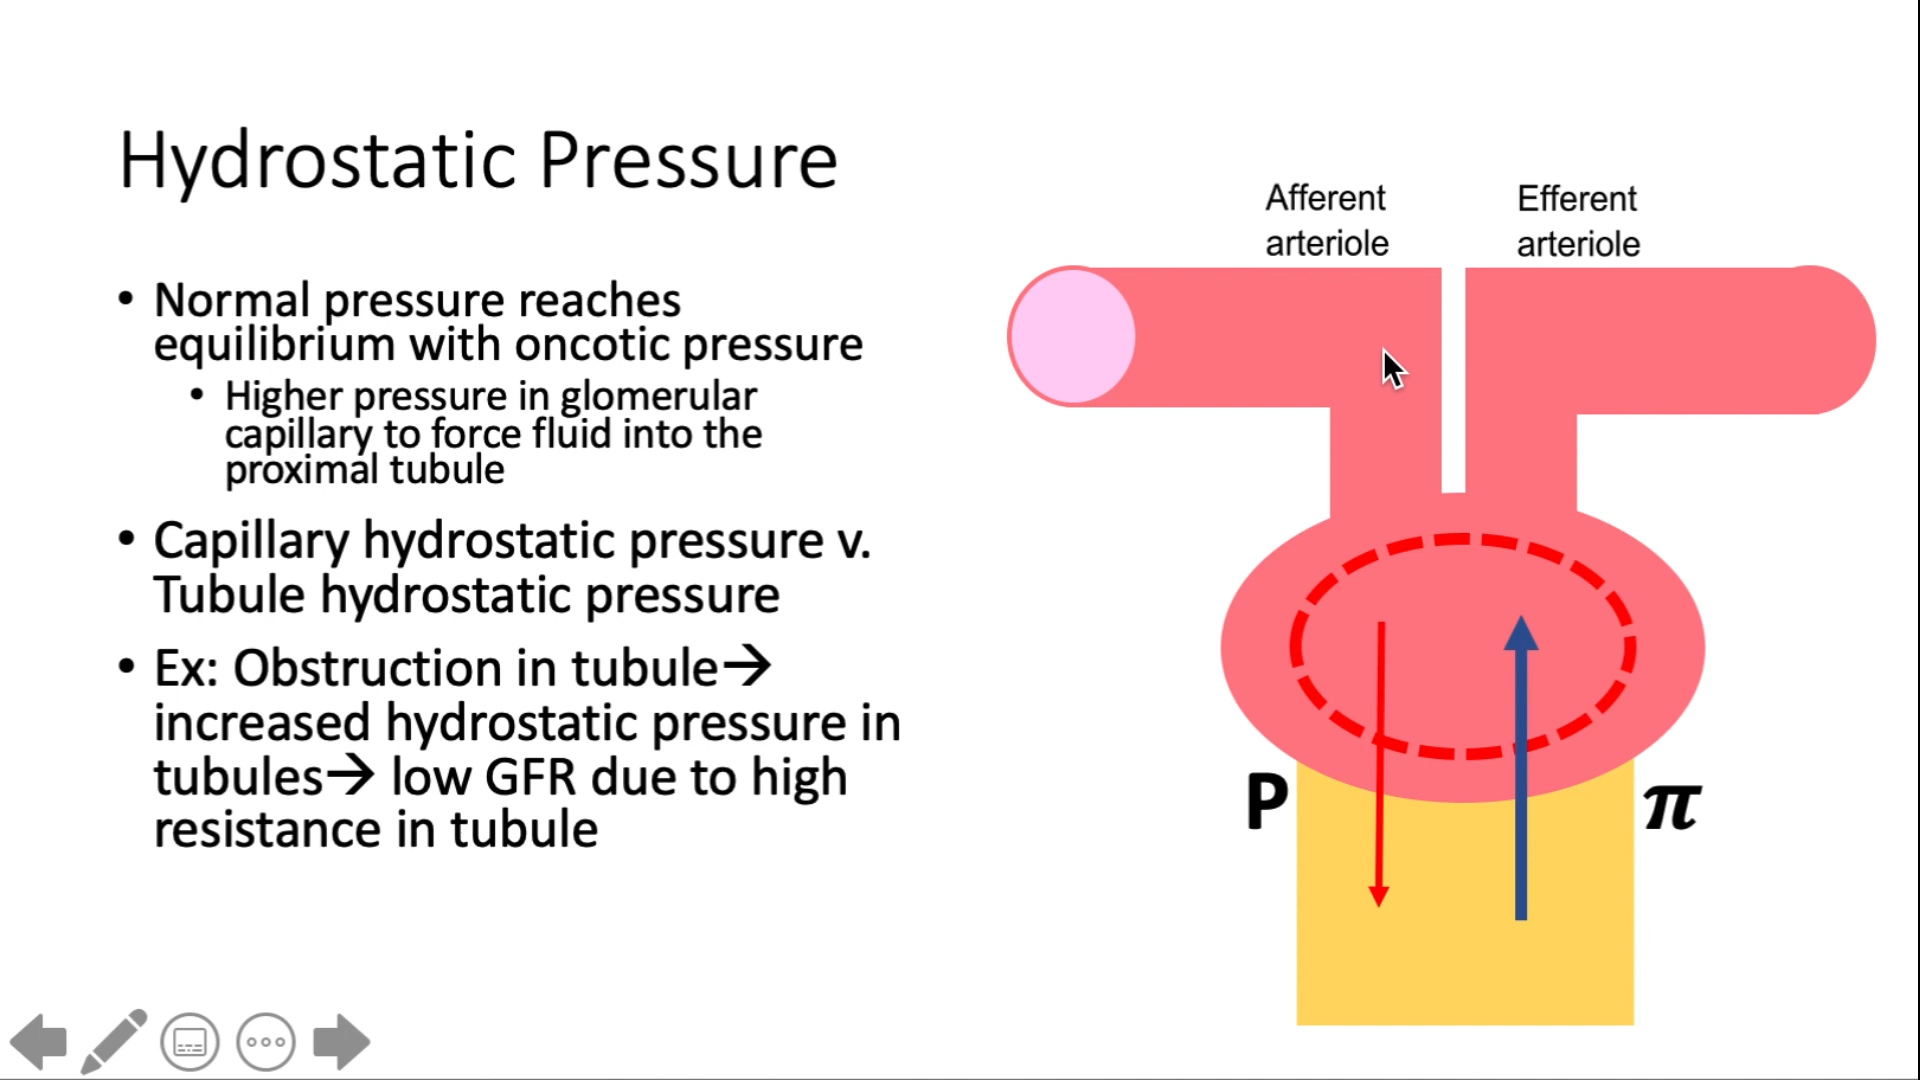 Hydrostatic Pressure
• Normal pressure reaches
equilibrium with oncotic pressure
• Higher pressure in glomerular
capillary to force fluid into the
proximal tubule
• Capillary hydrostatic pressure v.
Tubule hydrostatic pressure
• Ex: Obstruction in tubule→
increased hydrostatic pressure in
tubules→ low GFR due to high
resistance in tubule
Afferent
arteriole
Efferent
arteriole
P
π